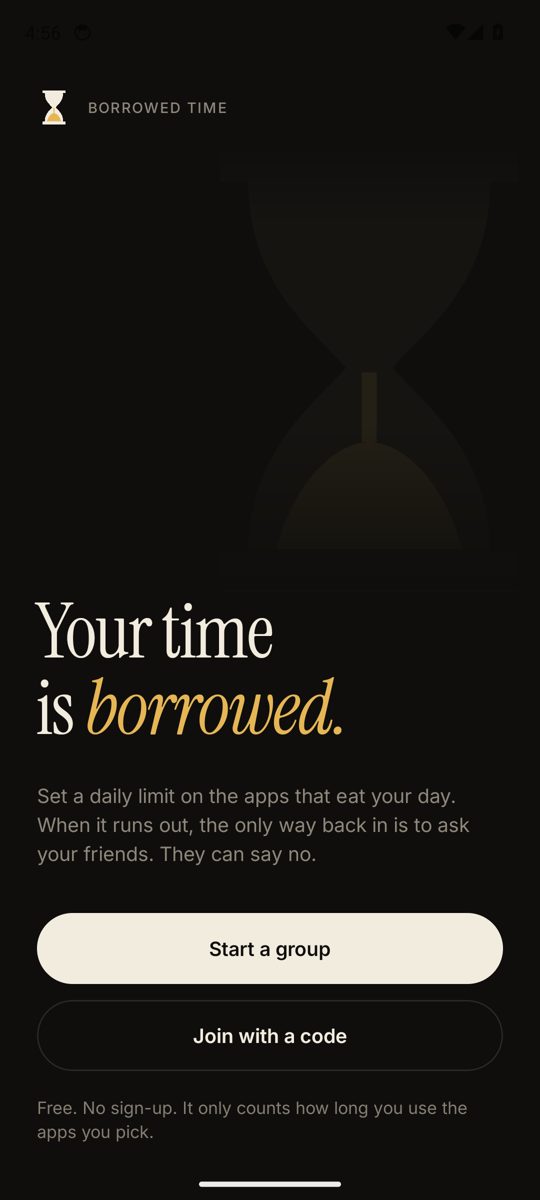 4:56
BORROWED TIME
Your time
is borrowed.
Set a daily limit on the apps that eat your day.
When it runs out, the only way back in is to ask
your friends. They can say no.
Start a group
Join with a code
Free. No sign-up. It only counts how long you use the
apps you pick.